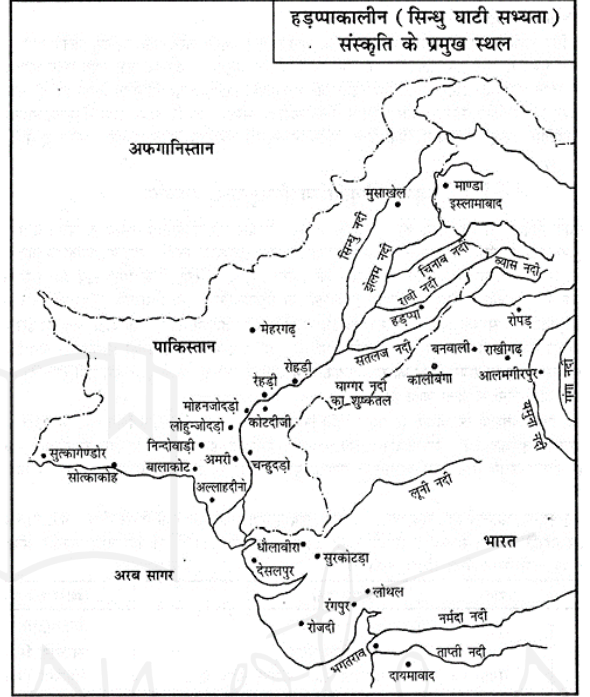 हड़प्पाकालीन ( सिन्धु घाटी सभ्यता )
संस्कृति के प्रमुख स्थल
अफगानिस्तान
मुसाखेल
माण्डा
इस्लामाबाद
सिन्धु नदी
झेलम नदी
चिनाब नदी
रावी नदी
व्यास नदी
हड़प्पा
रोपड़
मेहरगढ़
पाकिस्तान
सतलज नदी
बनवाली
राखीगढ़
आलमगीरपुर
कालीबंगा
घाग्गर नदी
का शुष्कतल
यमुना नदी
गंगा नदी
रोहड़ी
रेहड़ी
मोहनजोदड़ो
कोटदीजी
लोहुन्जोदड़ो
निन्दोवाड़ी
अमरी
चन्हुदड़ो
बालाकोट
सुत्कागेण्डोर
सोत्काकोह
अल्लाहदीनो
लूनी नदी
भारत
धौलावीरा
सुरकोटड़ा
देसलपुर
अरब सागर
लोथल
रंगपुर
रोजदी
नर्मदा नदी
भगतराव
ताप्ती नदी
दायमावाद